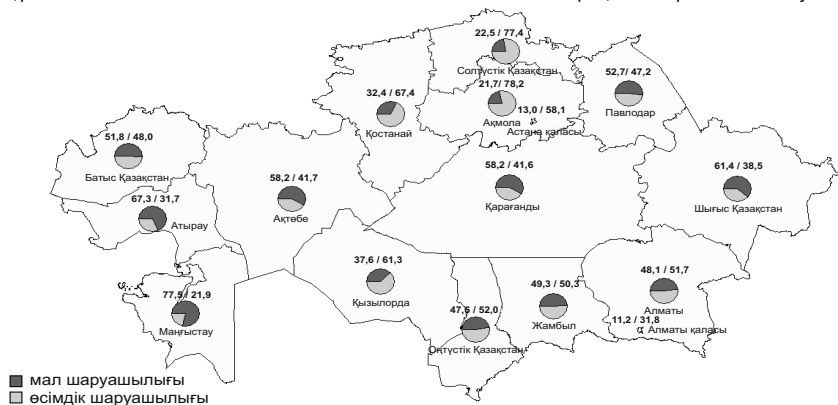 22,5 / 77,4
Солтүстік Қазақстан
52,7/ 47,2
Павлодар
32,4 / 67,4
Қостанай
21,7/ 78,2
Ақмола
13,0 / 58,1
Астана қаласы
51,8 / 48,0
Батыс Қазақстан
58,2 / 41,7
Ақтөбе
58,2 / 41,6
Қарағанды
61,4 / 38,5
Шығыс Қазақстан
67,3 / 31,7
Атырау
37,6 / 61,3
Қызылорда
49,3 / 50,3
Жамбыл
48,1 / 51,7
Алматы
77,5 / 21,9
Маңғыстау
47,6 / 52,0
Оңтүстік Қазақстан
11,2 / 31,8
Алматы қаласы
мал шаруашылығы
өсімдік шаруашылығы